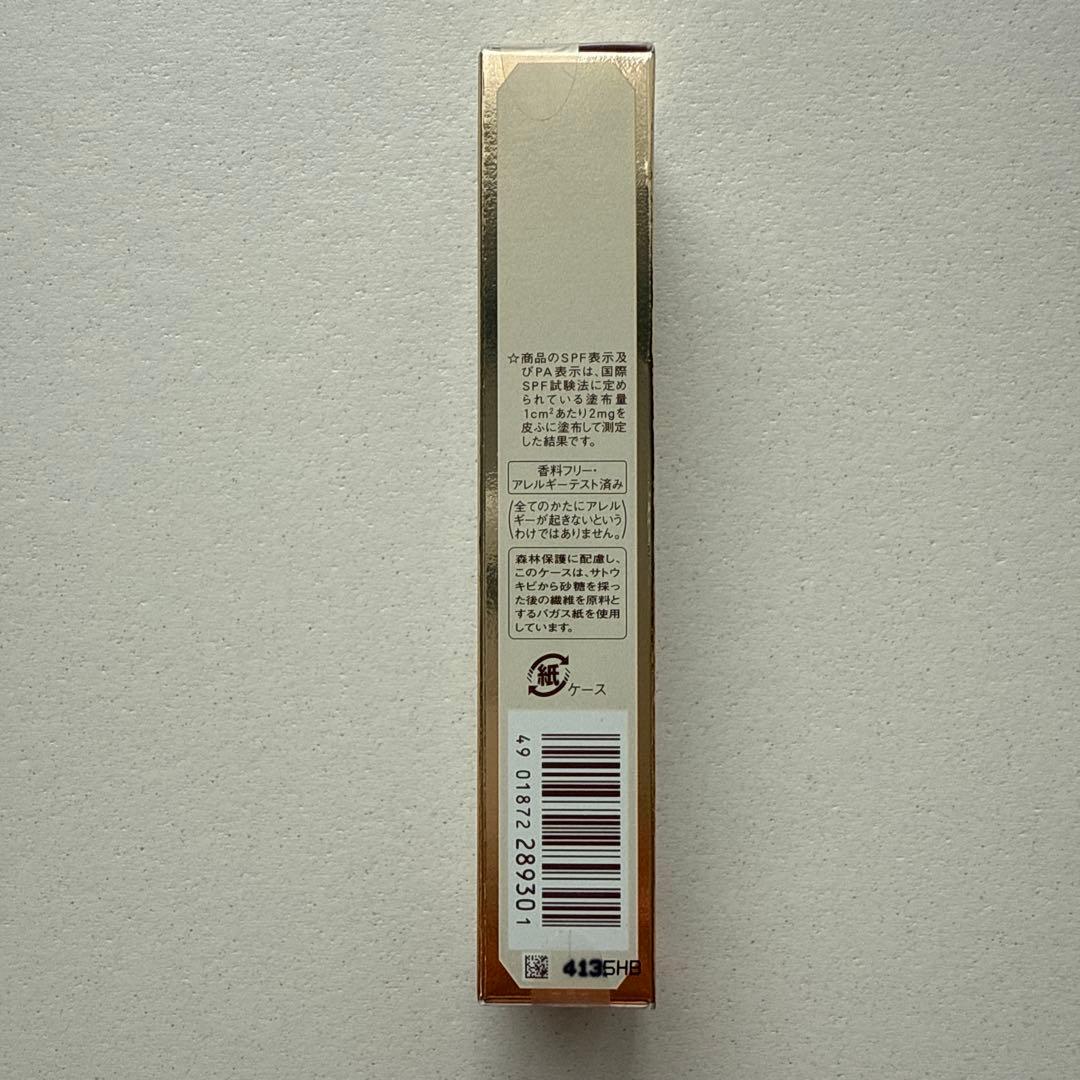 ☆商品のSPF表示及
びPA表示は、国際
SPF試験法に定め
られている塗布量
1cm²あたり2mgを
皮ふに塗布して測定
した結果です。
香料フリー・
アレルギーテスト済み
(全てのかたにアレル
ギーが起きないという
わけではありません。)
森林保護に配慮し、
このケースは、サトウ
キビから砂糖を採っ
た後の繊維を原料と
するバガス紙を使用
しています。
紙
ケース
49 01872 289301
4135HB